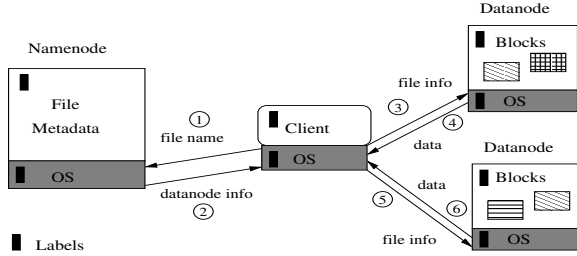 Namenode
File
Metadata
OS
Labels
1
file name
datanode info
2
Client
OS
3
file info
4
data
data
5
6
file info
Datanode
Blocks
OS
Datanode
Blocks
OS